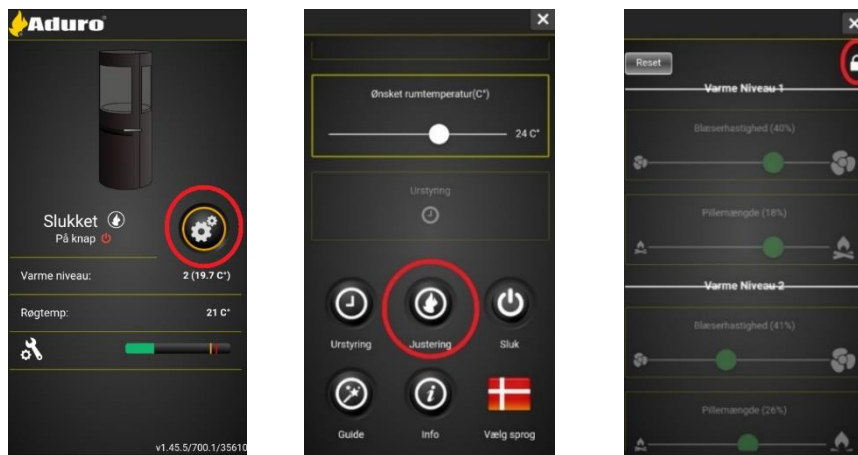 Aduro
Slukket
På knap
Varme niveau: 2 (19.7 C°)
Røgtemp: 21 C°
v1.45.5/700.1/35610
Ønsket rumtemperatur(C°)
24 C°
Urstyring
Urstyring Justering Sluk
Guide Info Vælg sprog
Reset
Varme Niveau 1
Blæserhastighed (40%)
Pillemængde (18%)
Varme Niveau 2
Blæserhastighed (41%)
Pillemængde (26%)